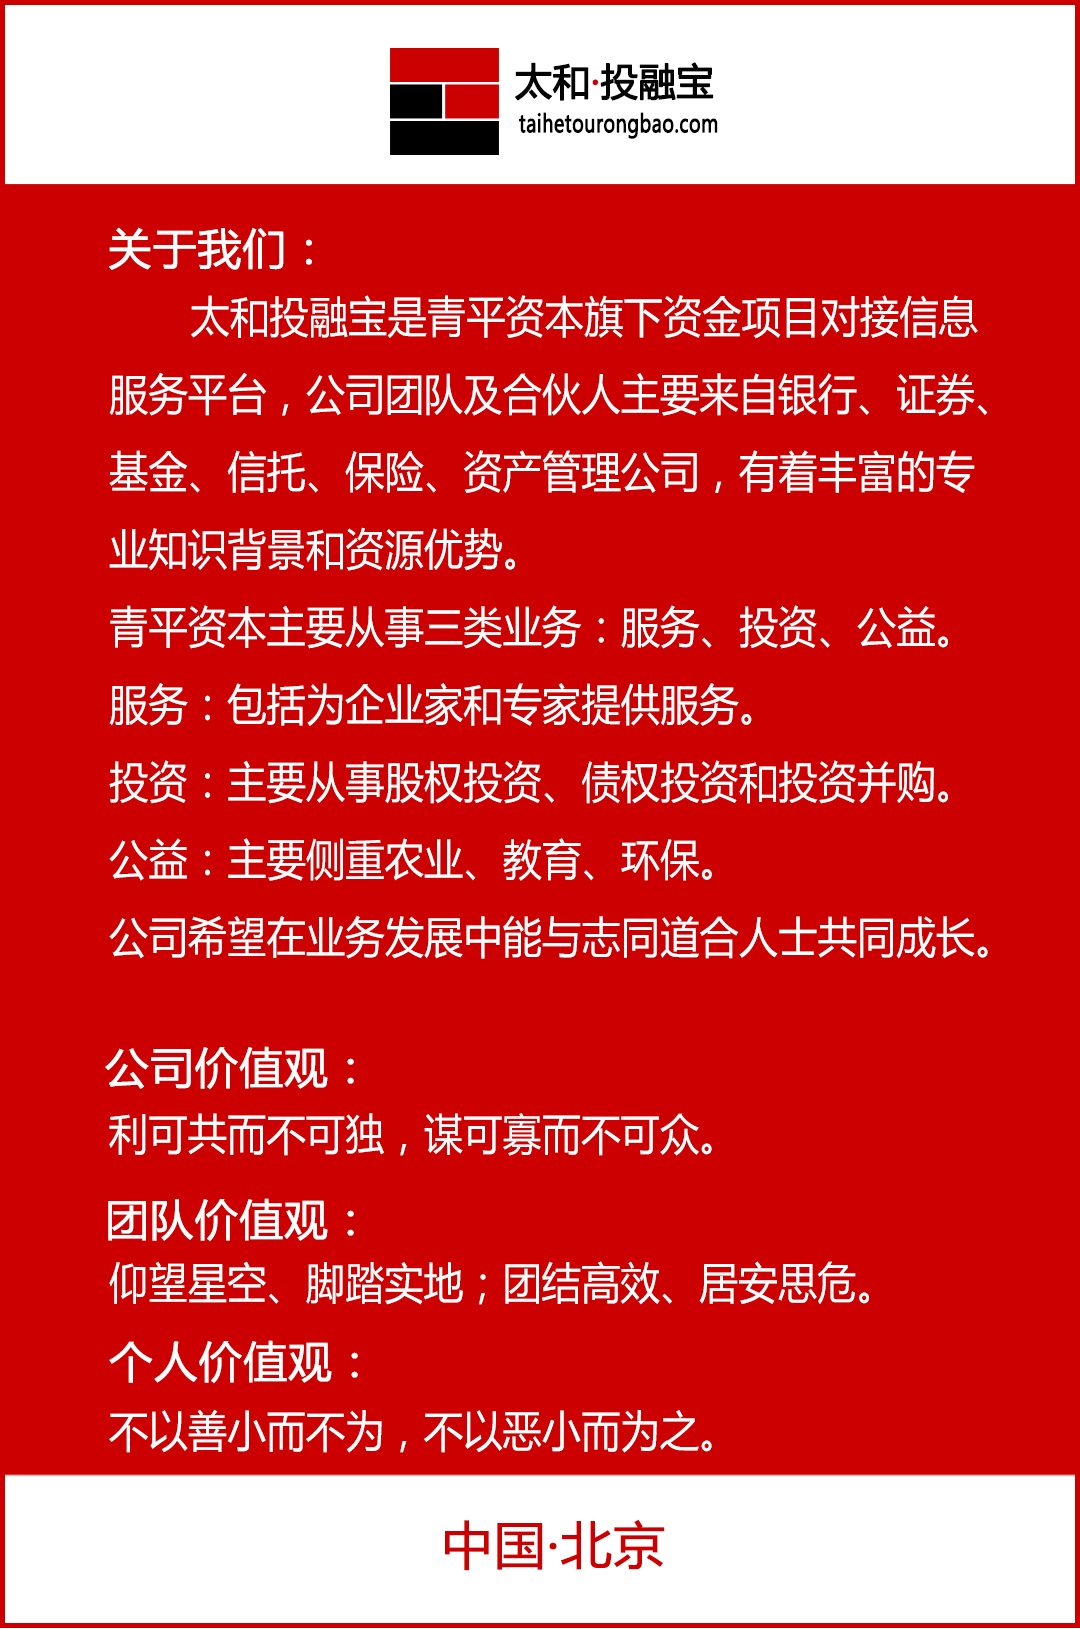 太和·投融宝
taihetourongbao.com
关于我们：
太和投融宝是青平资本旗下资金项目对接信息
服务平台，公司团队及合伙人主要来自银行、证券、
基金、信托、保险、资产管理公司，有着丰富的专
业知识背景和资源优势。
青平资本主要从事三类业务：服务、投资、公益。
服务：包括为企业家和专家提供服务。
投资：主要从事股权投资、债权投资和投资并购。
公益：主要侧重农业、教育、环保。
公司希望在业务发展中能与志同道合人士共同成长。
公司价值观：
利可共而不可独，谋可寡而不可众。
团队价值观：
仰望星空、脚踏实地；团结高效、居安思危。
个人价值观：
不以善小而不为，不以恶小而为之。
中国·北京